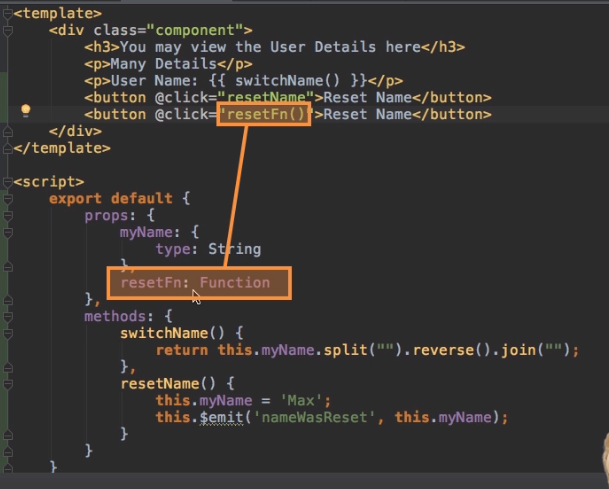 <template>
    <div class="component">
        <h3>You may view the User Details here</h3>
        <p>Many Details</p>
        <p>User Name: {{ switchName() }}</p>
        <button @click="resetName">Reset Name</button>
        <button @click="resetFn()">Reset Name</button>
    </div>
</template>
<script>
    export default {
        props: {
            myName: {
                type: String
            },
            resetFn: Function
        },
        methods: {
            switchName() {
                return this.myName.split("").reverse().join("");
            },
            resetName() {
                this.myName = 'Max';
                this.$emit('nameWasReset', this.myName);
            }
        }
    }